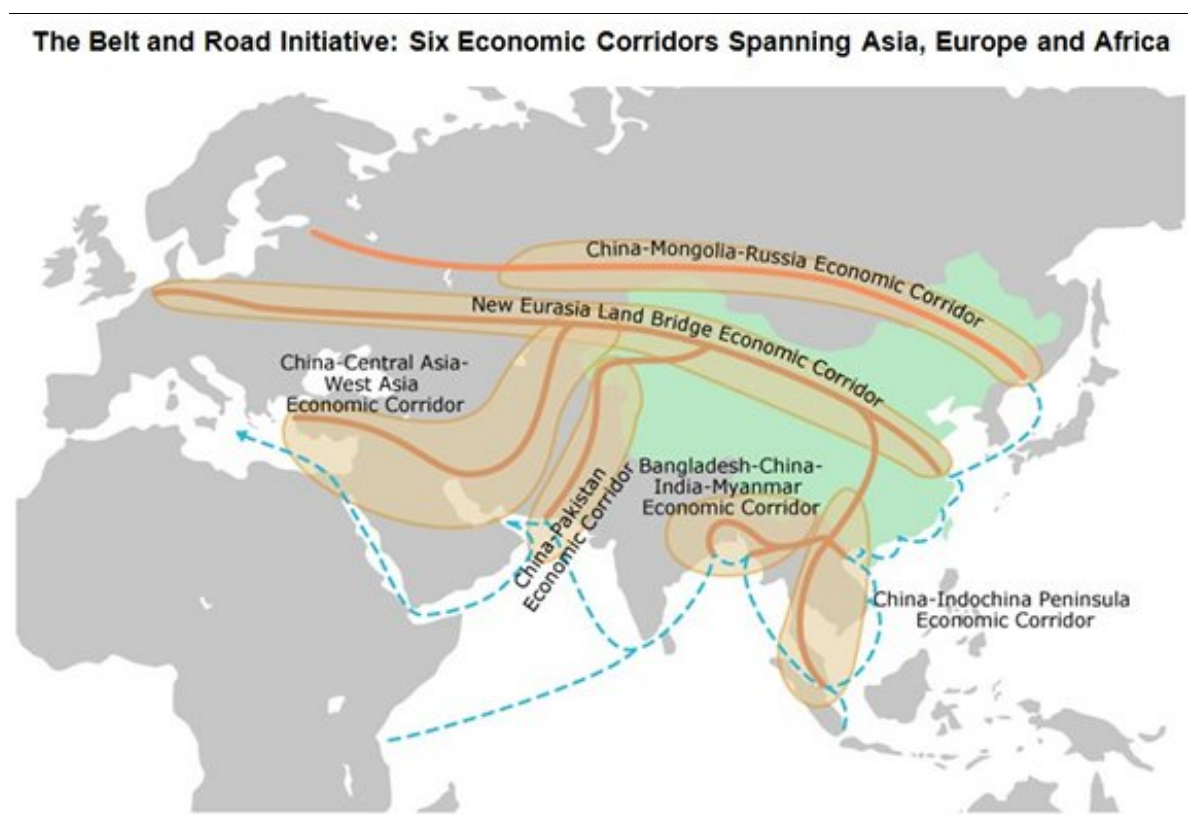 The Belt and Road Initiative: Six Economic Corridors Spanning Asia, Europe and Africa
China-Mongolia-Russia Economic Corridor
New Eurasia Land Bridge Economic Corridor
China-Central Asia-
West Asia
Economic Corridor
China-Pakistan
Economic Corridor
Bangladesh-China-
India-Myanmar
Economic Corridor
China-Indochina Peninsula
Economic Corridor